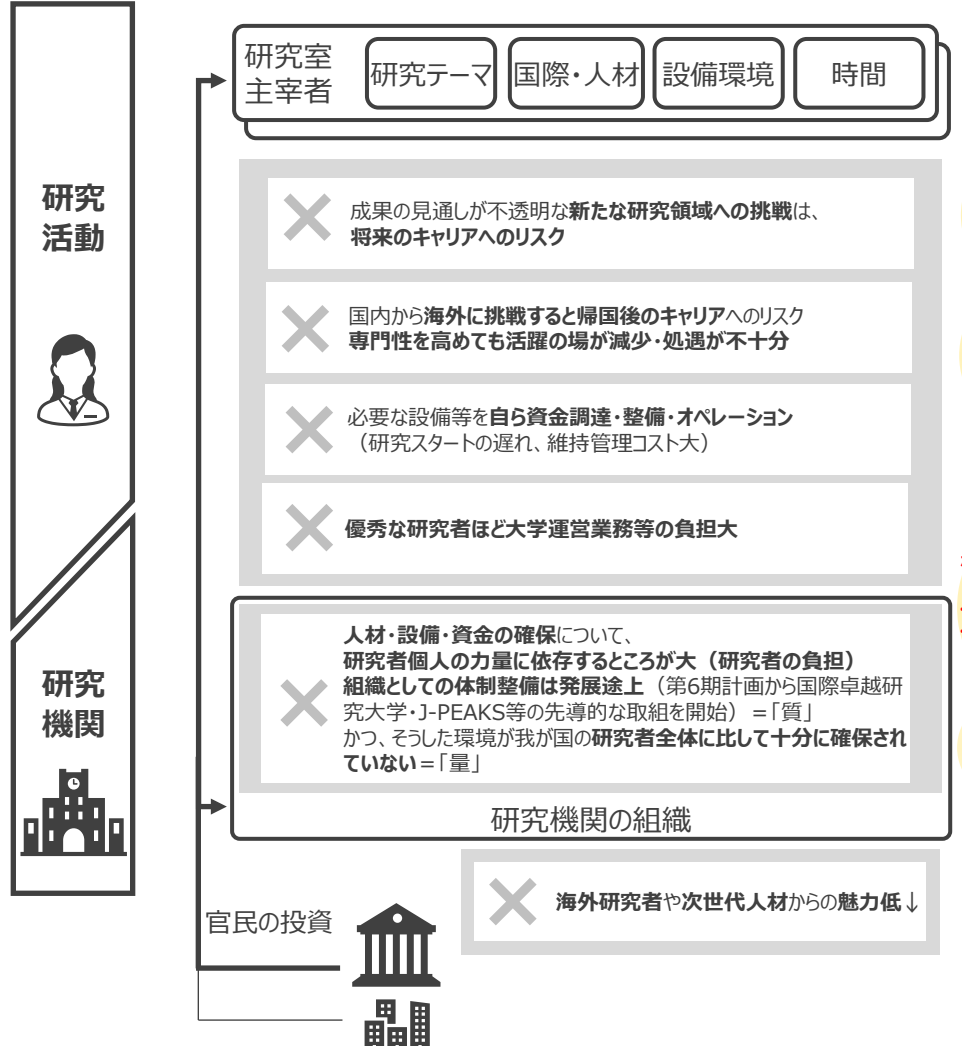 研究
活動
研究
機関
研究室
主宰者
研究テーマ
国際・人材
設備環境
時間
成果の見通しが不透明な新たな研究領域への挑戦は、
将来のキャリアへのリスク
国内から海外に挑戦すると帰国後のキャリアへのリスク
専門性を高めても活躍の場が減少・処遇が不十分
必要な設備等を自ら資金調達・整備・オペレーション
（研究スタートの遅れ、維持管理コスト大）
優秀な研究者ほど大学運営業務等の負担大
人材・設備・資金の確保について、
研究者個人の力量に依存するところが大（研究者の負担）
組織としての体制整備は発展途上（第6期計画から国際卓越研
究大学・J-PEAKS等の先導的な取組を開始）＝「質」
かつ、そうした環境が我が国の研究者全体に比して十分に確保され
ていない＝「量」
研究機関の組織
海外研究者や次世代人材からの魅力低↓
官民の投資